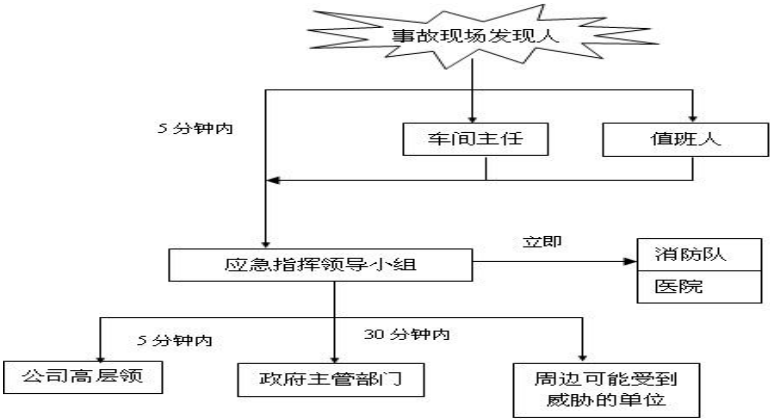 事故现场发现人
5分钟内
车间主任
值班人
立即
应急指挥领导小组
消防队
医院
5分钟内
30分钟内
公司高层领
政府主管部门
周边可能受到
威胁的单位